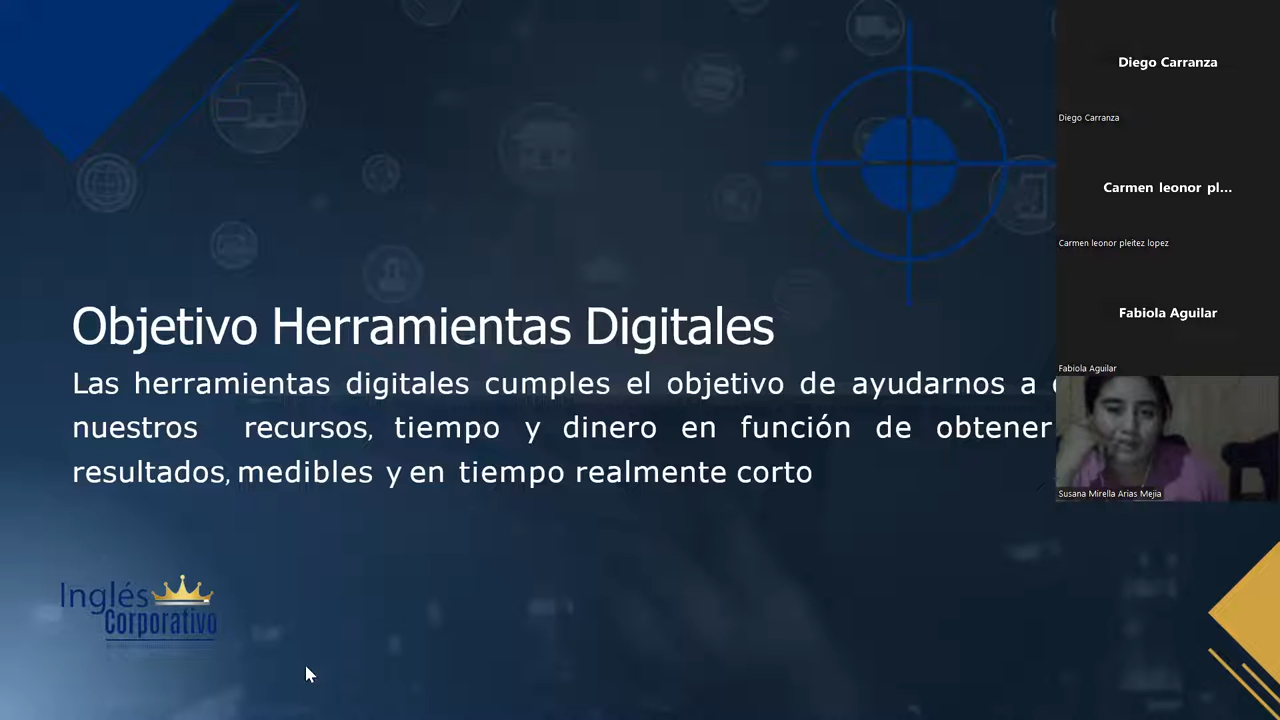 Objetivo Herramientas Digitales
Las herramientas digitales cumples el objetivo de ayudarnos a
nuestros recursos, tiempo y dinero en función de obtener
resultados, medibles y en tiempo realmente corto
Inglés
Corporativo
Diego Carranza
Diego Carranza
Carmen leonor pl...
Carmen leonor pleitez lopez
Fabiola Aguilar
Fabiola Aguilar
Susana Mirella Arias Mejia